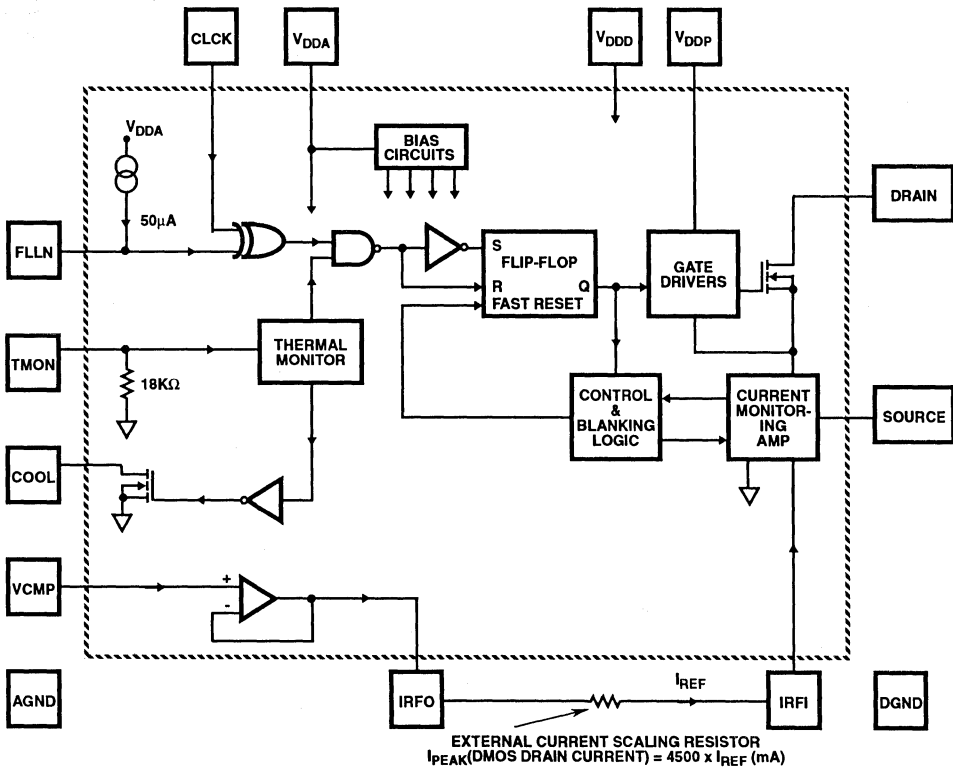 CLCK
VDDA
VDDD
VDDP
VDDA
BIAS
CIRCUITS
DRAIN
50μA
FLLN
S
FLIP-FLOP
R
Q
FAST RESET
GATE
DRIVERS
THERMAL
MONITOR
TMON
18KΩ
CONTROL
&
BLANKING
LOGIC
CURRENT
MONITOR-
ING
AMP
SOURCE
COOL
VCMP
+
-
AGND
IRFO
IREF
IRFI
DGND
EXTERNAL CURRENT SCALING RESISTOR
IPEAK(DMOS DRAIN CURRENT) = 4500 x IREF (mA)